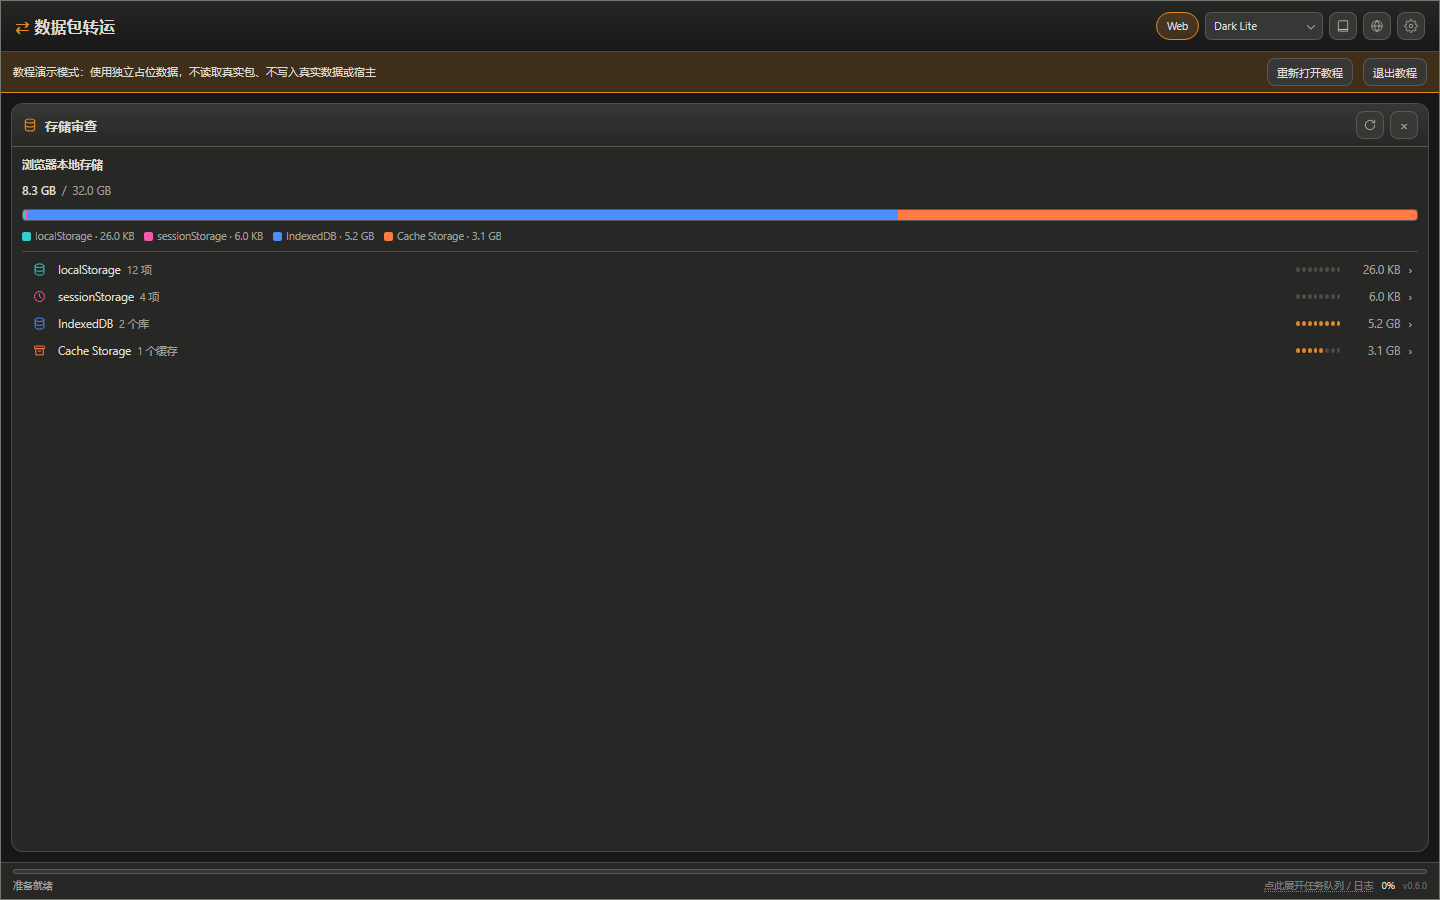 数据包转运
Web
Dark Lite
教程演示模式：使用独立占位数据，不读取真实包、不写入真实数据或宿主
重新打开教程
退出教程
存储审查
浏览器本地存储
8.3 GB / 32.0 GB
localStorage · 26.0 KB
sessionStorage · 6.0 KB
IndexedDB · 5.2 GB
Cache Storage · 3.1 GB
localStorage 12 项 26.0 KB
sessionStorage 4 项 6.0 KB
IndexedDB 2 个库 5.2 GB
Cache Storage 1 个缓存 3.1 GB
准备就绪
点此展开任务队列 / 日志
0%
v0.6.0